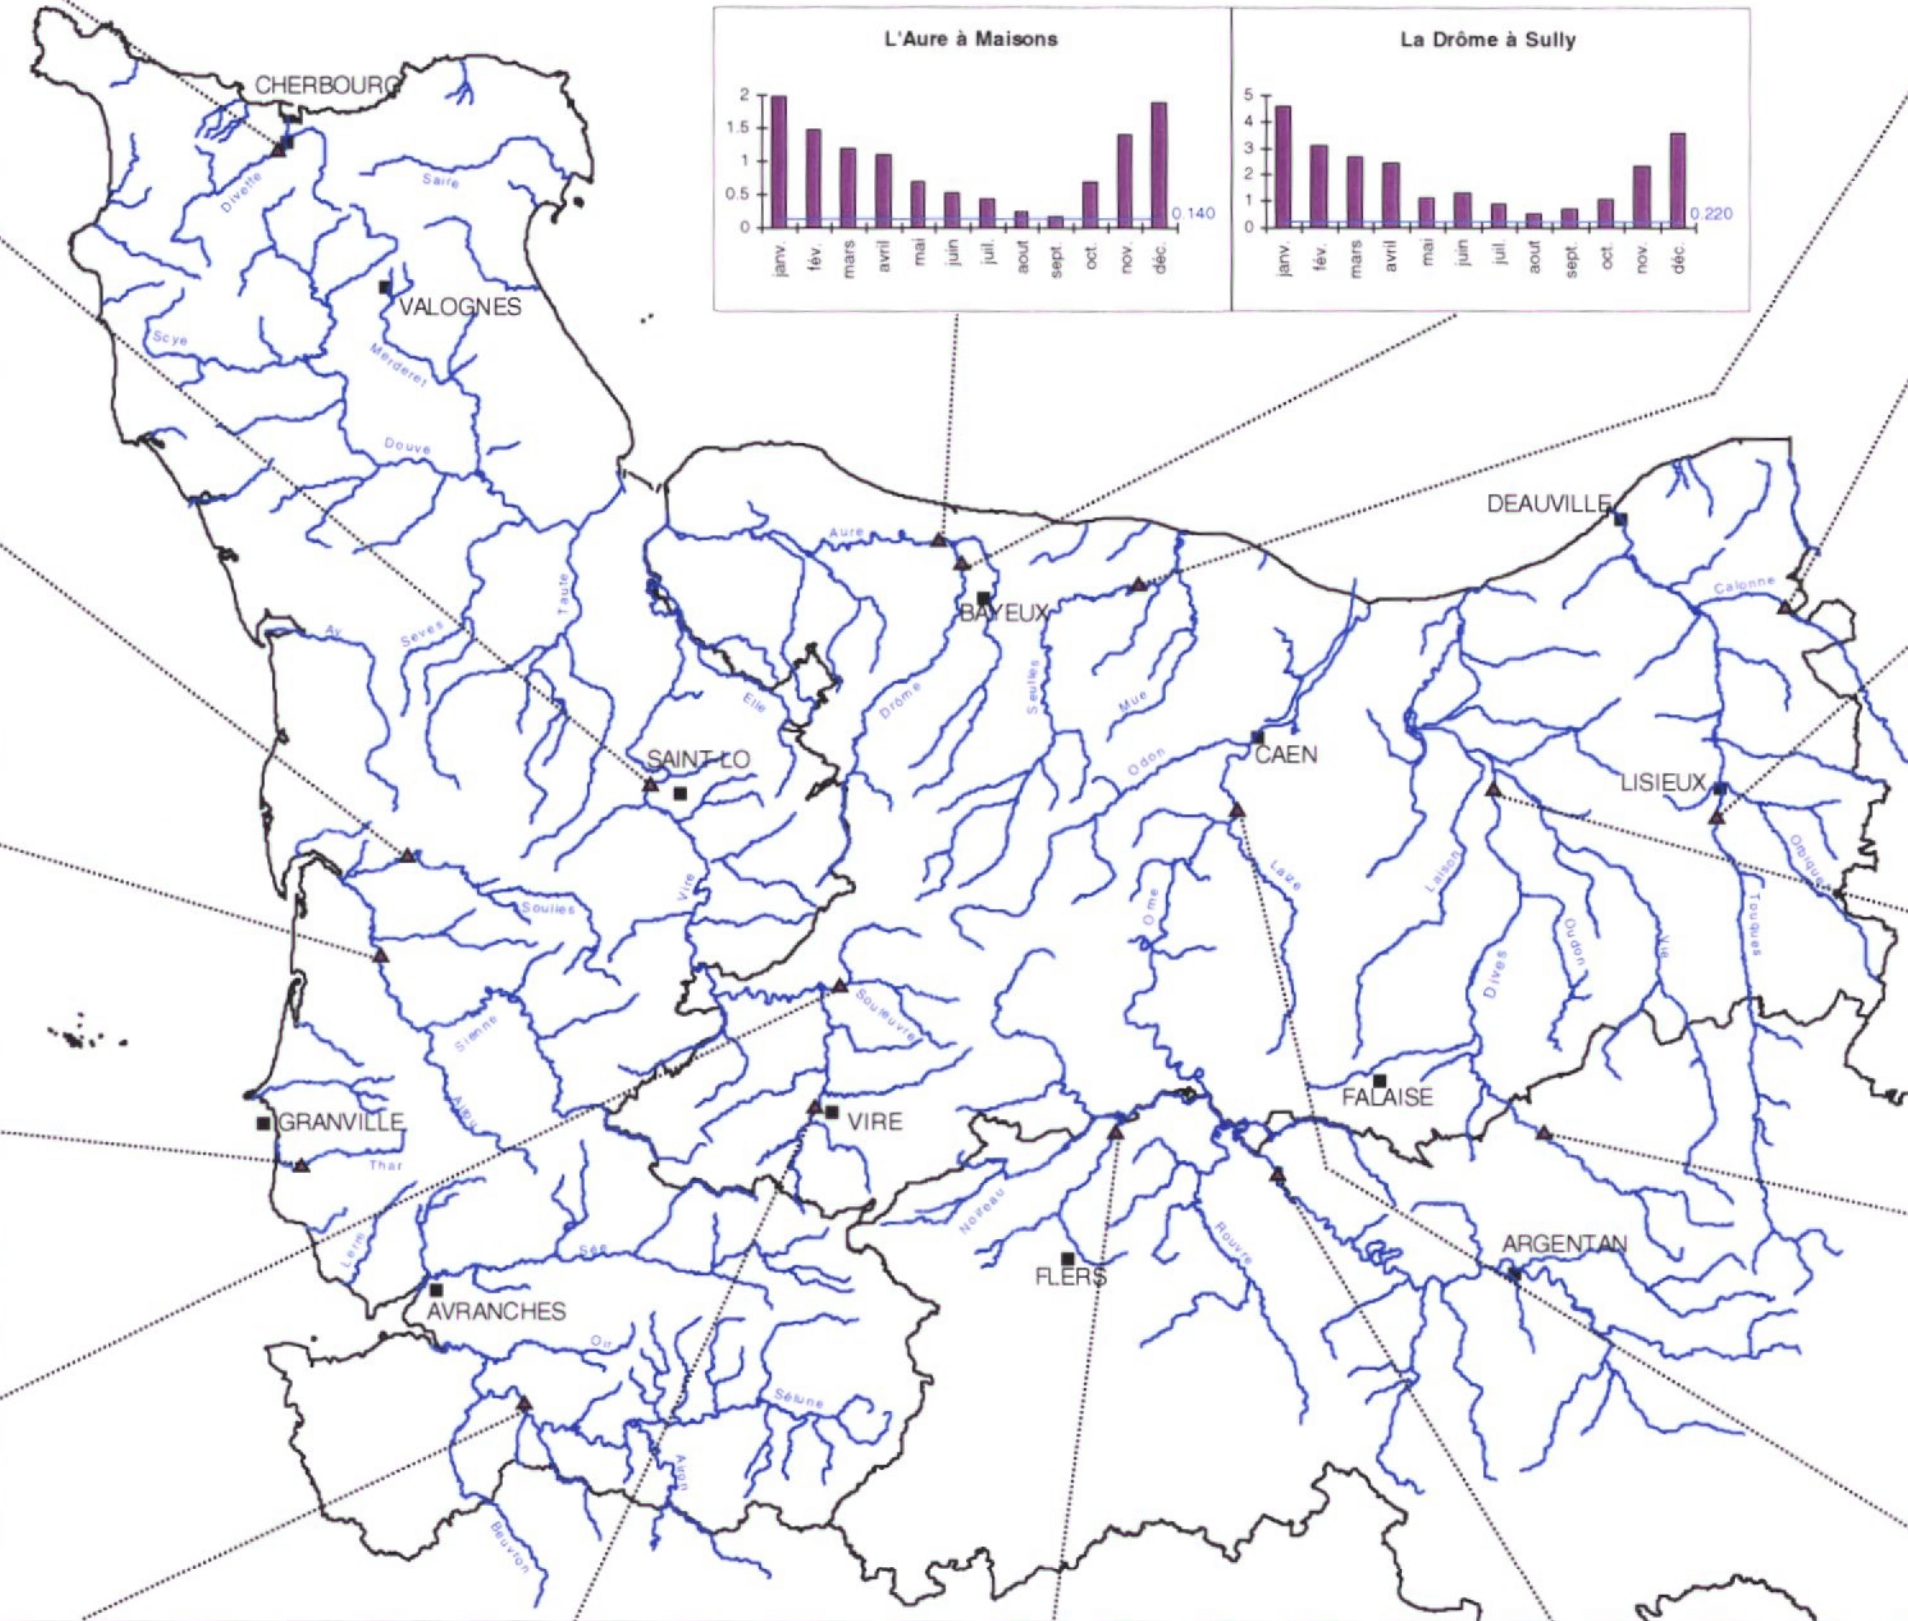 L'Aure à Maisons
2
1.5
1
0.5
0
0.140
janv.
fév.
mars
avril
mai
juin
juil.
aout
sept.
oct.
nov.
déc.
La Drôme à Sully
5
4
3
2
1
0
0.220
janv.
fév.
mars
avril
mai
juin
juil.
aout
sept.
oct.
nov.
déc.
CHERBOURG
Divette
Saire
VALOGNES
Scye
Merderet
Douve
DEAUVILLE
Aure
Calonne
Taute
BAYEUX
Ay
Seves
Seulles
Drôme
Mue
Elle
SAINT-LO
Odon
CAEN
LISIEUX
Orbiquet
Laize
Laison
Vire
Soulles
Orne
Oudon
Vie
Touques
Dives
Souleuvre
Sienne
FALAISE
Airou
GRANVILLE
VIRE
Thar
Noireau
Rouvre
Lerm
Sée
ARGENTAN
FLERS
AVRANCHES
Oir
Sélune
Beuvron